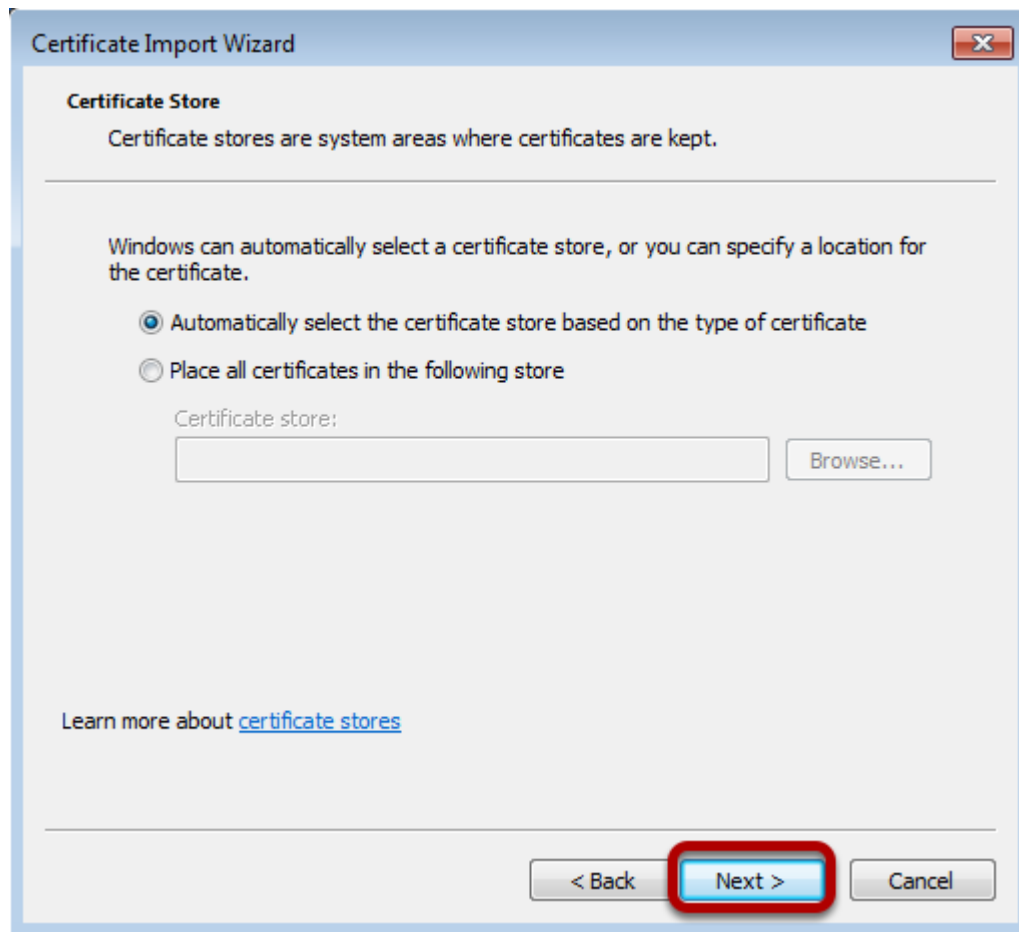 Certificate Import Wizard
Certificate Store
Certificate stores are system areas where certificates are kept.
Windows can automatically select a certificate store, or you can specify a location for
the certificate.
Automatically select the certificate store based on the type of certificate
Place all certificates in the following store
Certificate store:
Browse...
Learn more about certificate stores
< Back
Next >
Cancel